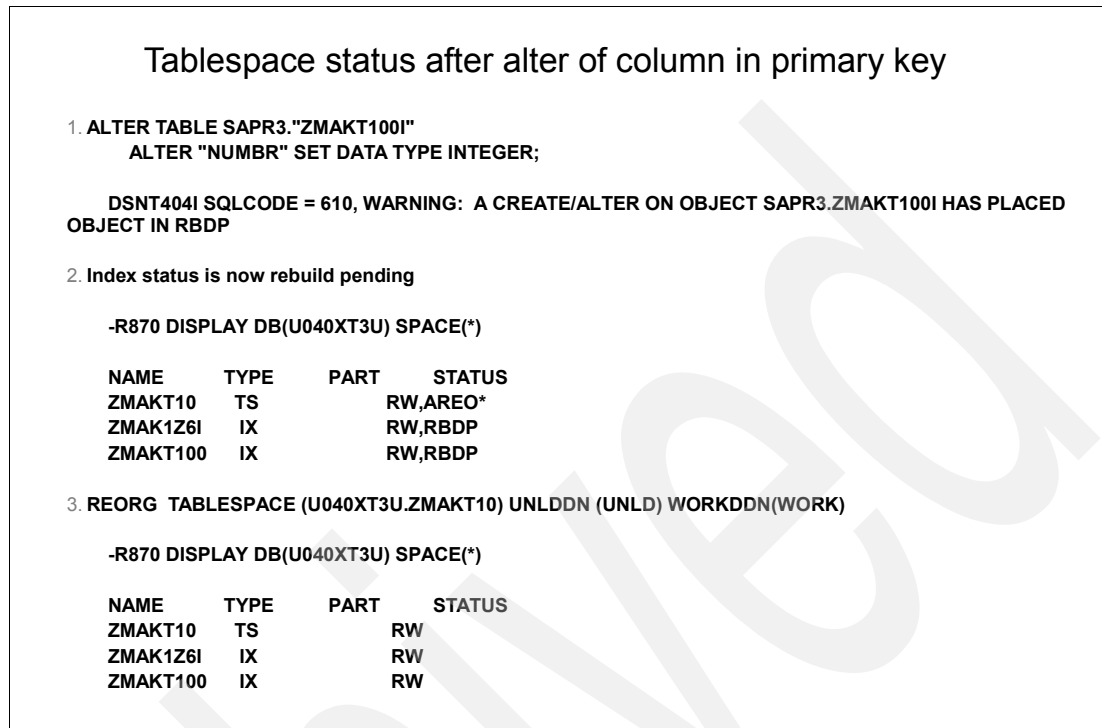 Tablespace status after alter of column in primary key
1. ALTER TABLE SAPR3."ZMAKT100I"
ALTER "NUMBR" SET DATA TYPE INTEGER;
DSNT404I SQLCODE = 610, WARNING: A CREATE/ALTER ON OBJECT SAPR3.ZMAKT100I HAS PLACED
OBJECT IN RBDP
2. Index status is now rebuild pending
-R870 DISPLAY DB(U040XT3U) SPACE(*)
NAME TYPE PART STATUS
ZMAKT10 TS RW,AREO*
ZMAK1Z6I IX RW,RBDP
ZMAKT100 IX RW,RBDP
3. REORG TABLESPACE (U040XT3U.ZMAKT10) UNLDDN (UNLD) WORKDDN(WORK)
-R870 DISPLAY DB(U040XT3U) SPACE(*)
NAME TYPE PART STATUS
ZMAKT10 TS RW
ZMAK1Z6I IX RW
ZMAKT100 IX RW